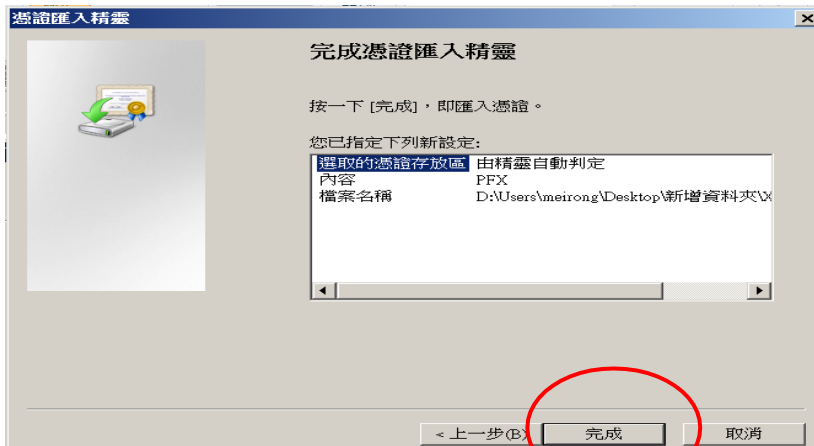 憑證匯入精靈
完成憑證匯入精靈
按一下 [完成]，即匯入憑證。
您已指定下列新設定:
選取的憑證存放區 由精靈自動判定
內容 PFX
檔案名稱 D:\Users\meirong\Desktop\新增資料夾\X
< 上一步(B) 完成 取消